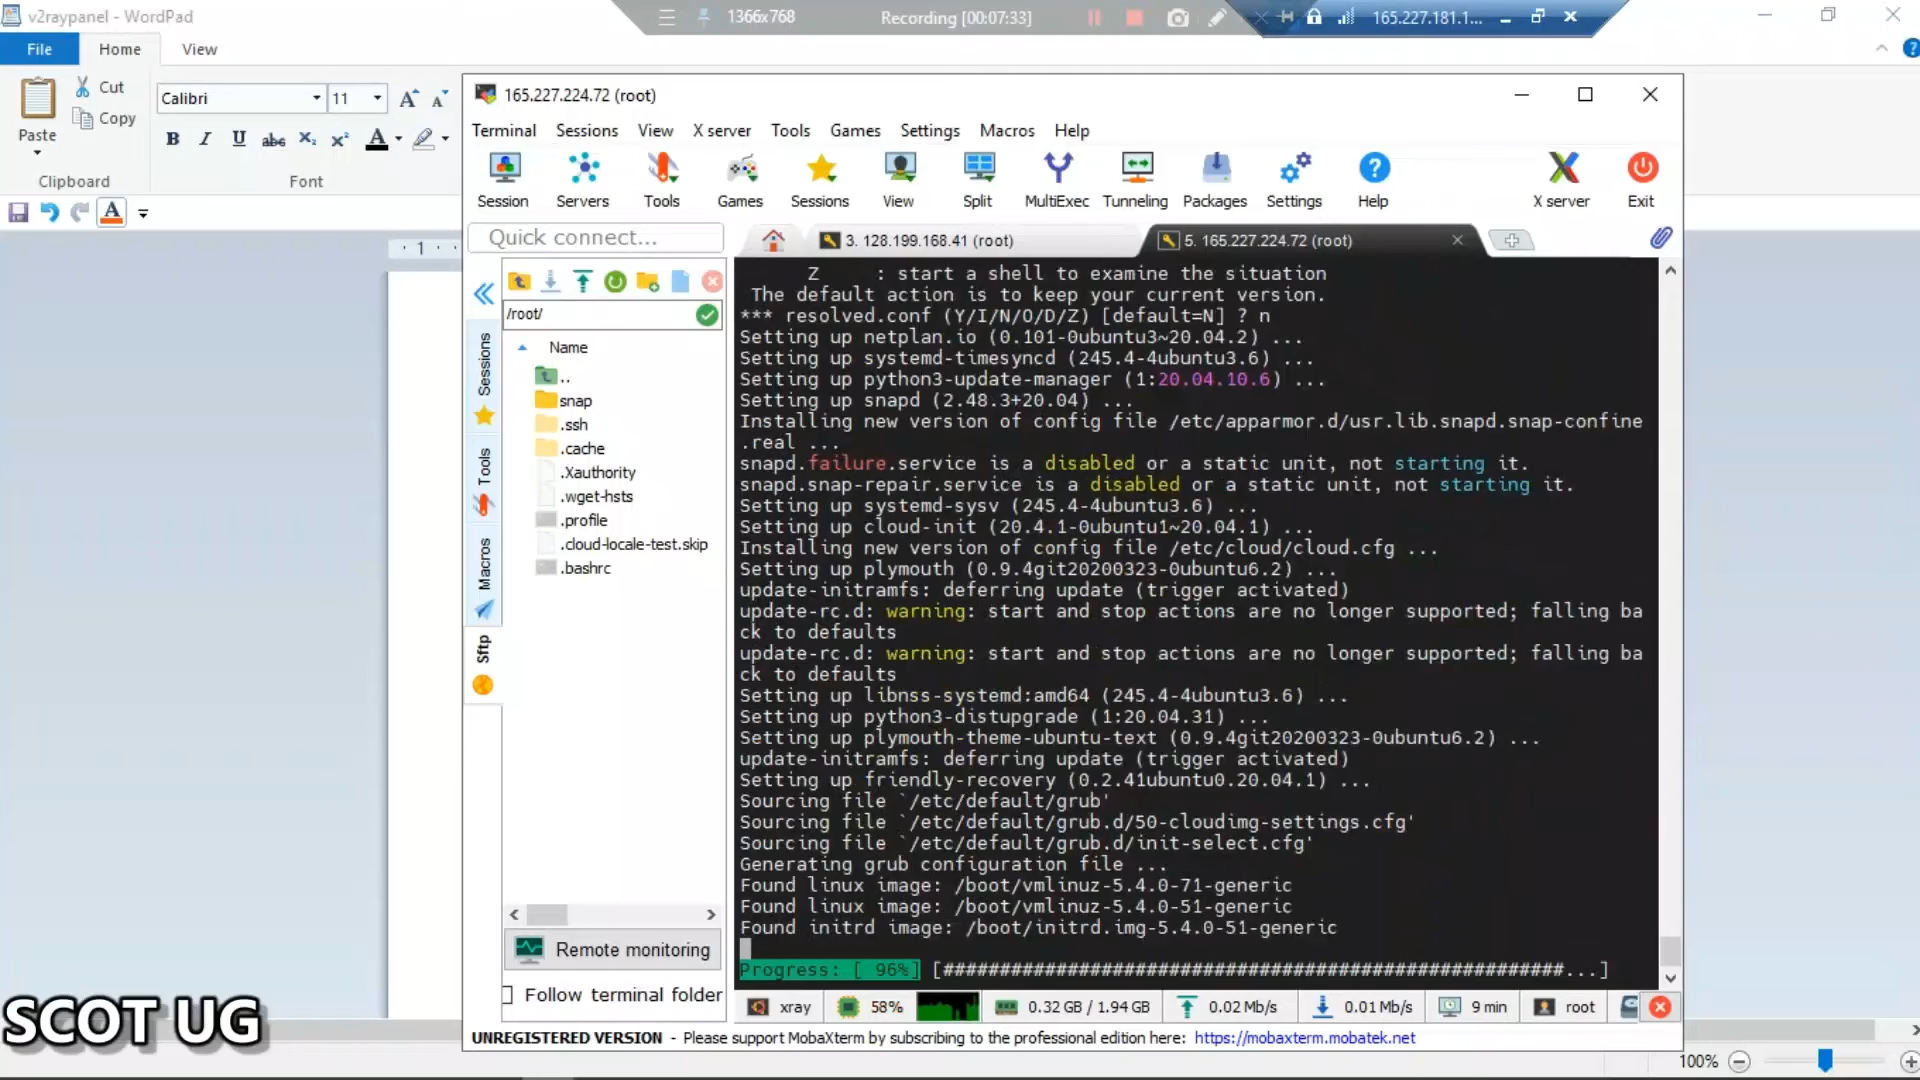 v2raypanel - WordPad
1366x768
Recording [00:07:33]
165.227.181.1...
File
Home
View
Calibri
11
Cut
Copy
Paste
Clipboard
Font
B I U abc X₂ X² A
1
165.227.224.72 (root)
Terminal Sessions View X server Tools Games Settings Macros Help
Session Servers Tools Games Sessions View Split MultiExec Tunneling Packages Settings Help X server Exit
Quick connect...
3. 128.199.168.41 (root)
5. 165.227.224.72 (root)
/root/
Name
..
snap
.ssh
.cache
.Xauthority
.wget-hsts
.profile
.cloud-locale-test.skip
.bashrc
Sessions
Tools
Macros
Sftp
Remote monitoring
Follow terminal folder
Z     : start a shell to examine the situation
The default action is to keep your current version.
*** resolved.conf (Y/I/N/O/D/Z) [default=N] ? n
Setting up netplan.io (0.101-0ubuntu3~20.04.2) ...
Setting up systemd-timesyncd (245.4-4ubuntu3.6) ...
Setting up python3-update-manager (1:20.04.10.6) ...
Setting up snapd (2.48.3+20.04) ...
Installing new version of config file /etc/apparmor.d/usr.lib.snapd.snap-confine
.real ...
snapd.failure.service is a disabled or a static unit, not starting it.
snapd.snap-repair.service is a disabled or a static unit, not starting it.
Setting up systemd-sysv (245.4-4ubuntu3.6) ...
Setting up cloud-init (20.4.1-0ubuntu1~20.04.1) ...
Installing new version of config file /etc/cloud/cloud.cfg ...
Setting up plymouth (0.9.4git20200323-0ubuntu6.2) ...
update-initramfs: deferring update (trigger activated)
update-rc.d: warning: start and stop actions are no longer supported; falling ba
ck to defaults
update-rc.d: warning: start and stop actions are no longer supported; falling ba
ck to defaults
Setting up libnss-systemd:amd64 (245.4-4ubuntu3.6) ...
Setting up python3-distupgrade (1:20.04.31) ...
Setting up plymouth-theme-ubuntu-text (0.9.4git20200323-0ubuntu6.2) ...
update-initramfs: deferring update (trigger activated)
Setting up friendly-recovery (0.2.41ubuntu0.20.04.1) ...
Sourcing file `/etc/default/grub'
Sourcing file `/etc/default/grub.d/50-cloudimg-settings.cfg'
Sourcing file `/etc/default/grub.d/init-select.cfg'
Generating grub configuration file ...
Found linux image: /boot/vmlinuz-5.4.0-71-generic
Found linux image: /boot/vmlinuz-5.4.0-51-generic
Found initrd image: /boot/initrd.img-5.4.0-51-generic
Progress: [ 96%] [#######################################################...]
xray 58% 0.32 GB / 1.94 GB 0.02 Mb/s 0.01 Mb/s 9 min root
UNREGISTERED VERSION - Please support MobaXterm by subscribing to the professional edition here: https://mobaxterm.mobatek.net
SCOT UG
100%